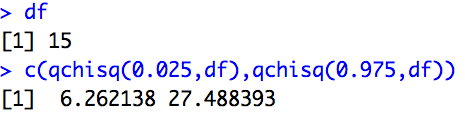 > df
[1] 15
> c(qchisq(0.025,df),qchisq(0.975,df))
[1]  6.262138 27.488393